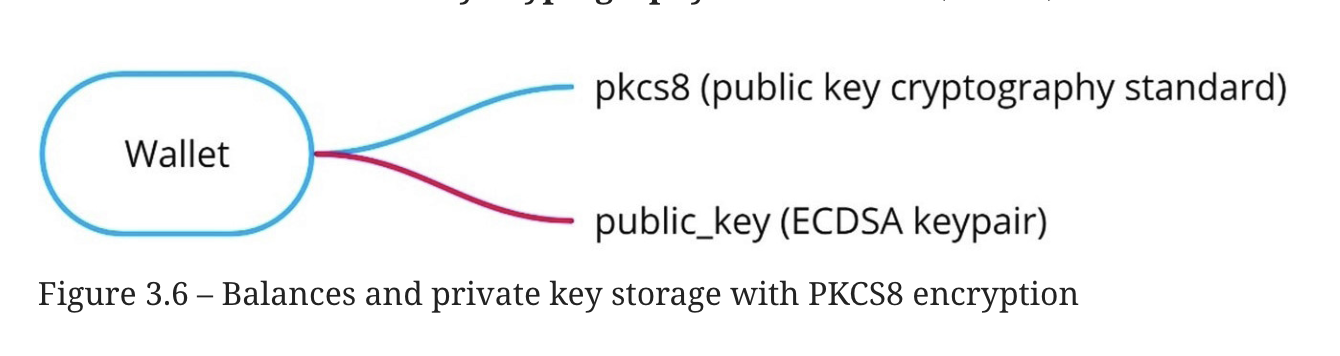 pkcs8 (public key cryptography standard)
Wallet
public_key (ECDSA keypair)
Figure 3.6 – Balances and private key storage with PKCS8 encryption